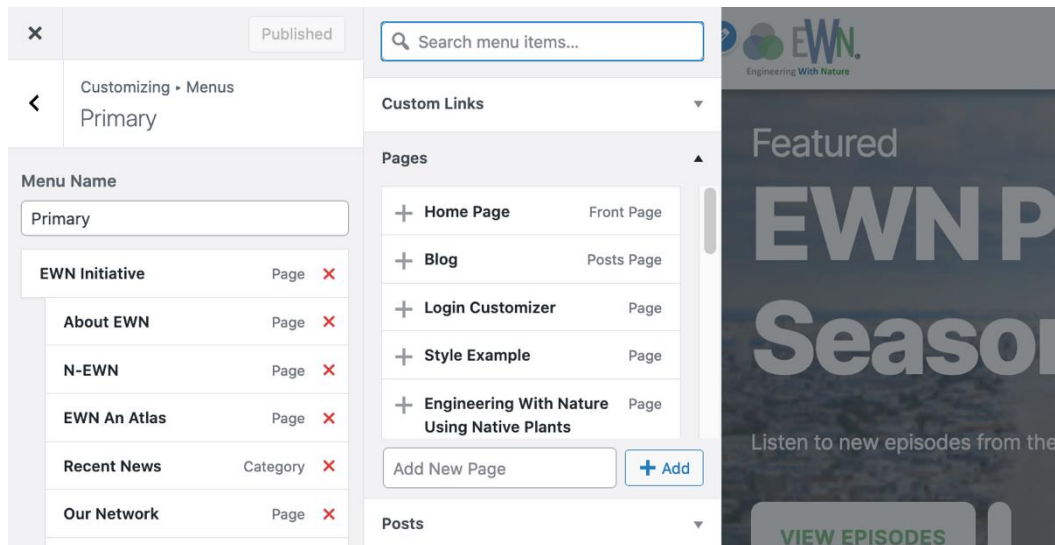 Published
Customizing ▸ Menus
Primary
Menu Name
Primary
EWN Initiative Page
About EWN Page
N-EWN Page
EWN An Atlas Page
Recent News Category
Our Network Page
Search menu items...
Custom Links
Pages
Home Page Front Page
Blog Posts Page
Login Customizer Page
Style Example Page
Engineering With Nature Page
Using Native Plants
Add New Page
+ Add
Posts
EWN.
Engineering With Nature
Featured
EWN P
Seaso
Listen to new episodes from the
VIEW EPISODES